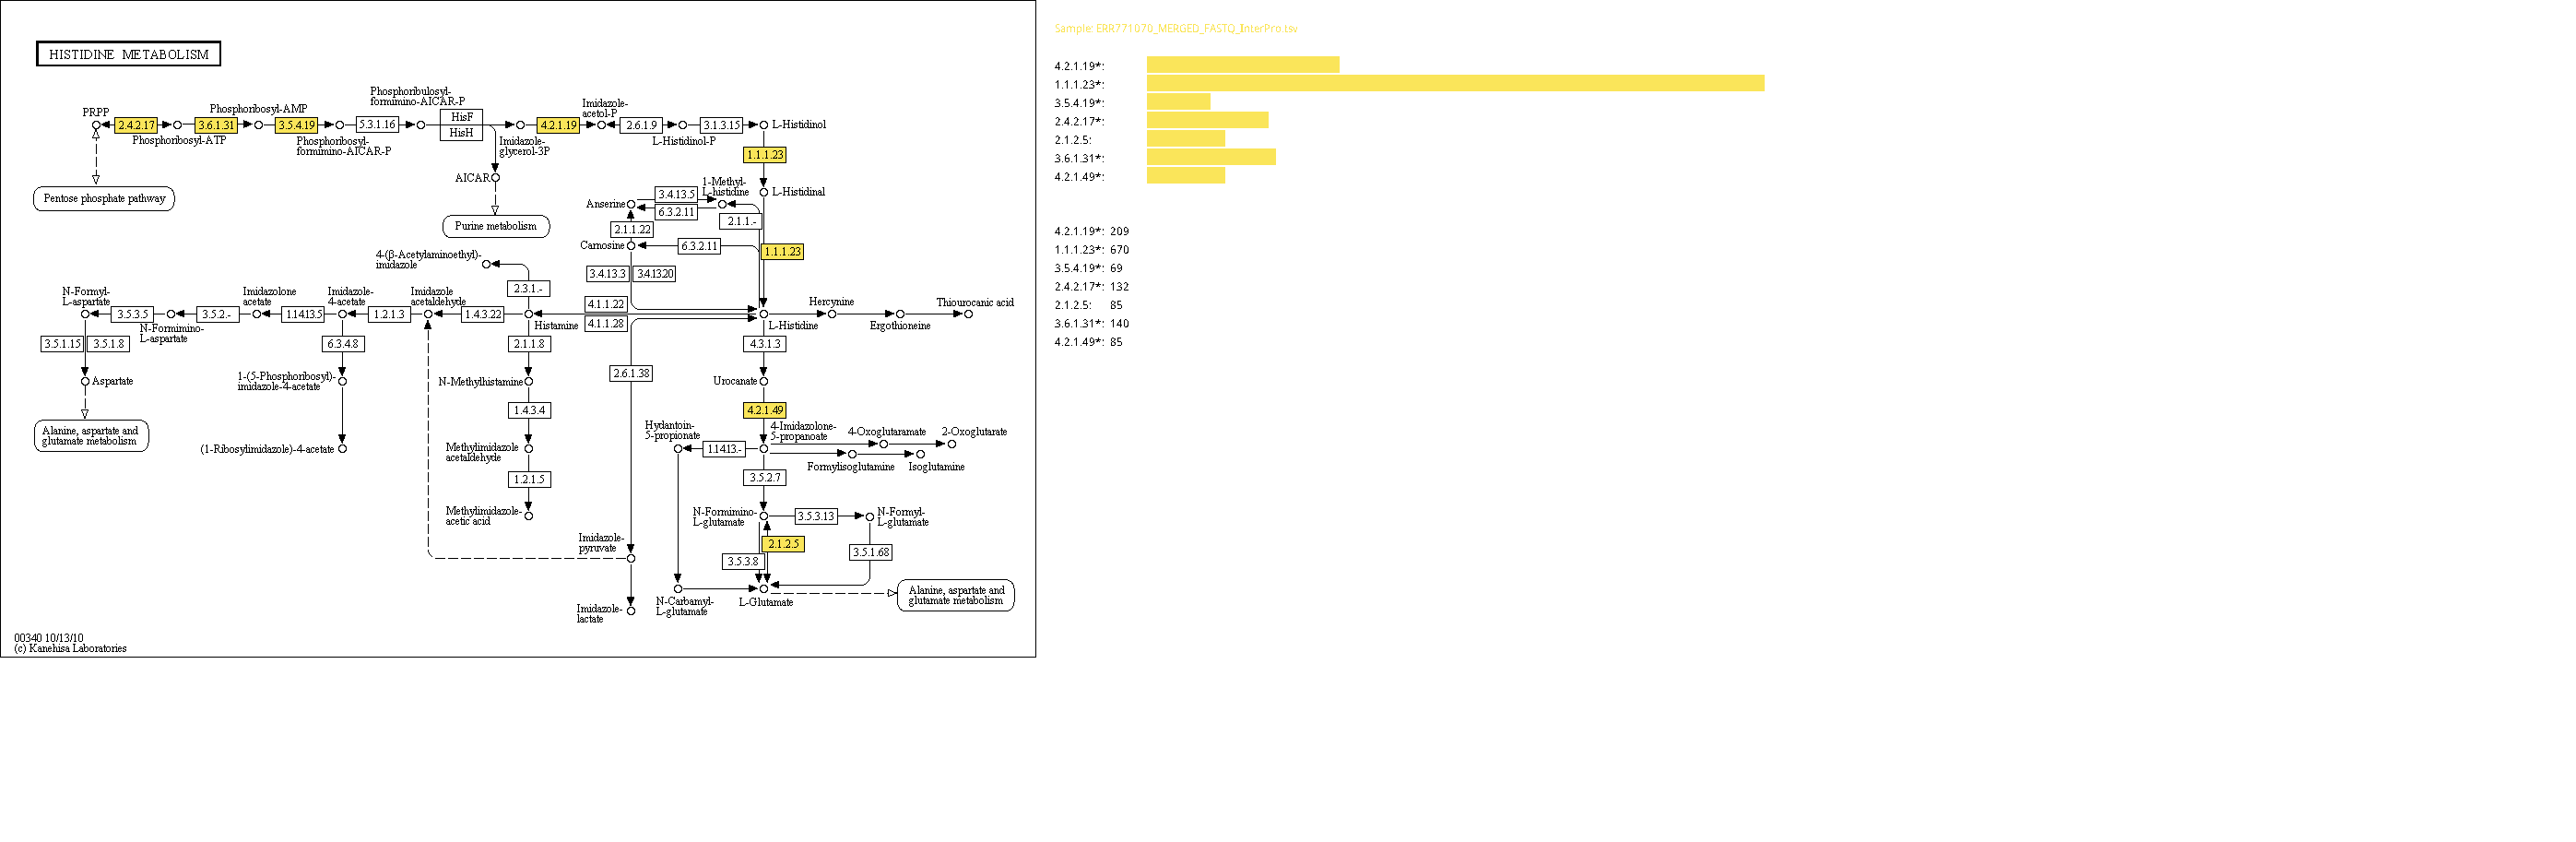 HISTIDINE METABOLISM
Phosphoribulosyl-
formimino-AICAR-P
Phosphoribosyl-AMP
Imidazole-
acetol-P
PRPP
2.4.2.17
3.6.1.31
3.5.4.19
5.3.1.16
HisF
HisH
4.2.1.19
2.6.1.9
3.1.3.15
L-Histidinol
Phosphoribosyl-ATP
Phosphoribosyl-
formimino-AICAR-P
Imidazole-
glycerol-3P
L-Histidinol-P
1.1.1.23
AICAR
1-Methyl-
L-histidine
L-Histidinal
Pentose phosphate pathway
Purine metabolism
Anserine
3.4.13.5
6.3.2.11
2.1.1.-
2.1.1.22
Carnosine
6.3.2.11
1.1.1.23
4-(β-Acetylaminoethyl)-
imidazole
3.4.13.3
3.4.13.20
2.3.1.-
N-Formyl-
L-aspartate
Imidazolone
acetate
Imidazole-
4-acetate
Imidazole
acetaldehyde
4.1.1.22
Hercynine
Thiourocanic acid
3.5.3.5
3.5.2.-
1.14.13.5
1.2.1.3
1.4.3.22
4.1.1.28
N-Formimino-
L-aspartate
Histamine
L-Histidine
Ergothioneine
3.5.1.15
3.5.1.8
6.3.4.8
2.1.1.8
4.3.1.3
2.6.1.38
Aspartate
1-(5-Phosphoribosyl)-
imidazole-4-acetate
N-Methylhistamine
Urocanate
1.4.3.4
4.2.1.49
Alanine, aspartate and
glutamate metabolism
Hydantoin-
5-propionate
4-Imidazolone-
5-propanoate
4-Oxoglutaramate
2-Oxoglutarate
(1-Ribosylimidazole)-4-acetate
Methylimidazole
acetaldehyde
1.14.13.-
Formylisoglutamine
Isoglutamine
1.2.1.5
3.5.2.7
Methylimidazole-
acetic acid
N-Formimino-
L-glutamate
3.5.3.13
N-Formyl-
L-glutamate
Imidazole-
pyruvate
2.1.2.5
3.5.3.8
3.5.1.68
Imidazole-
lactate
N-Carbamyl-
L-glutamate
L-Glutamate
Alanine, aspartate and
glutamate metabolism
00340 10/13/10
(c) Kanehisa Laboratories
Sample: ERR771070_MERGED_FASTQ_InterPro.tsv
4.2.1.19*:
1.1.1.23*:
3.5.4.19*:
2.4.2.17*:
2.1.2.5:
3.6.1.31*:
4.2.1.49*:
4.2.1.19*: 209
1.1.1.23*: 670
3.5.4.19*: 69
2.4.2.17*: 132
2.1.2.5: 85
3.6.1.31*: 140
4.2.1.49*: 85